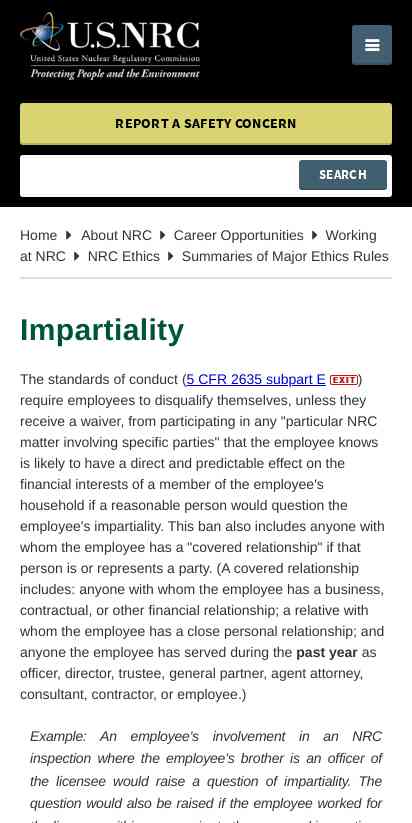 U.S.NRC
United States Nuclear Regulatory Commission
Protecting People and the Environment
REPORT A SAFETY CONCERN
SEARCH
Home About NRC Career Opportunities Working
at NRC NRC Ethics Summaries of Major Ethics Rules
Impartiality
The standards of conduct (5 CFR 2635 subpart E EXIT)
require employees to disqualify themselves, unless they
receive a waiver, from participating in any "particular NRC
matter involving specific parties" that the employee knows
is likely to have a direct and predictable effect on the
financial interests of a member of the employee's
household if a reasonable person would question the
employee's impartiality. This ban also includes anyone with
whom the employee has a "covered relationship" if that
person is or represents a party. (A covered relationship
includes: anyone with whom the employee has a business,
contractual, or other financial relationship; a relative with
whom the employee has a close personal relationship; and
anyone the employee has served during the past year as
officer, director, trustee, general partner, agent attorney,
consultant, contractor, or employee.)
Example: An employee's involvement in an NRC
inspection where the employee's brother is an officer of
the licensee would raise a question of impartiality. The
question would also be raised if the employee worked for